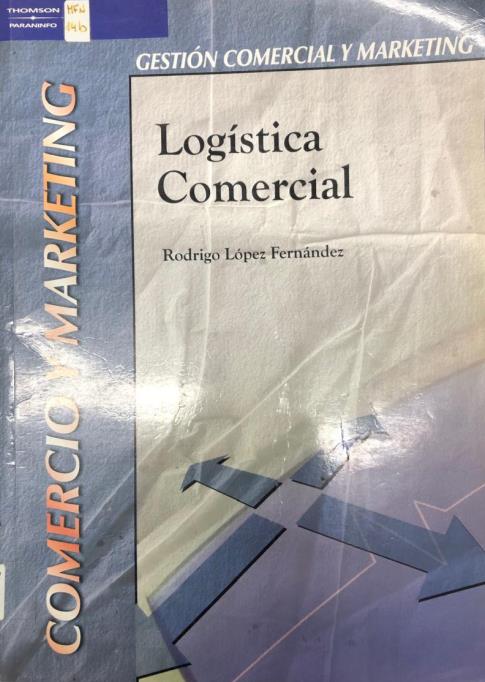 THOMSON
PARANINFO
MFN
146
GESTIÓN COMERCIAL Y MARKETING
Logística
Comercial
Rodrigo López Fernández
COMERCIO Y MARKETING